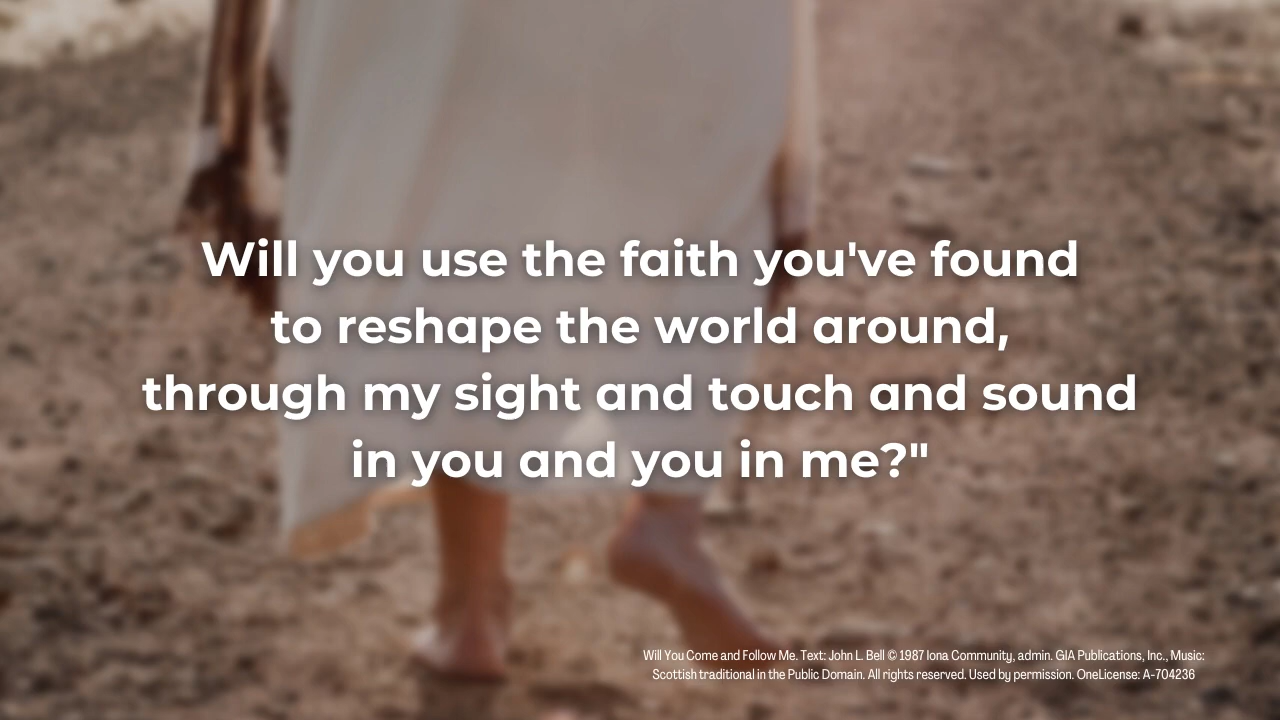 Will you use the faith you've found
to reshape the world around,
through my sight and touch and sound
in you and you in me?"
Will You Come and Follow Me. Text: John L. Bell © 1987 Iona Community, admin. GIA Publications, Inc., Music:
Scottish traditional in the Public Domain. All rights reserved. Used by permission. OneLicense: A-704236